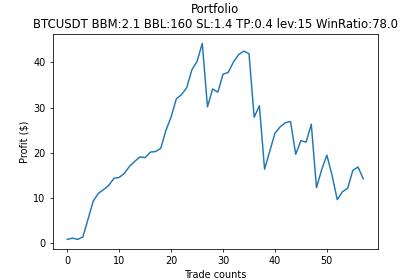 Portfolio
BTCUSDT BBM:2.1 BBL:160 SL:1.4 TP:0.4 lev:15 WinRatio:78.0
Profit ($)
40
30
20
10
0
0 10 20 30 40 50
Trade counts